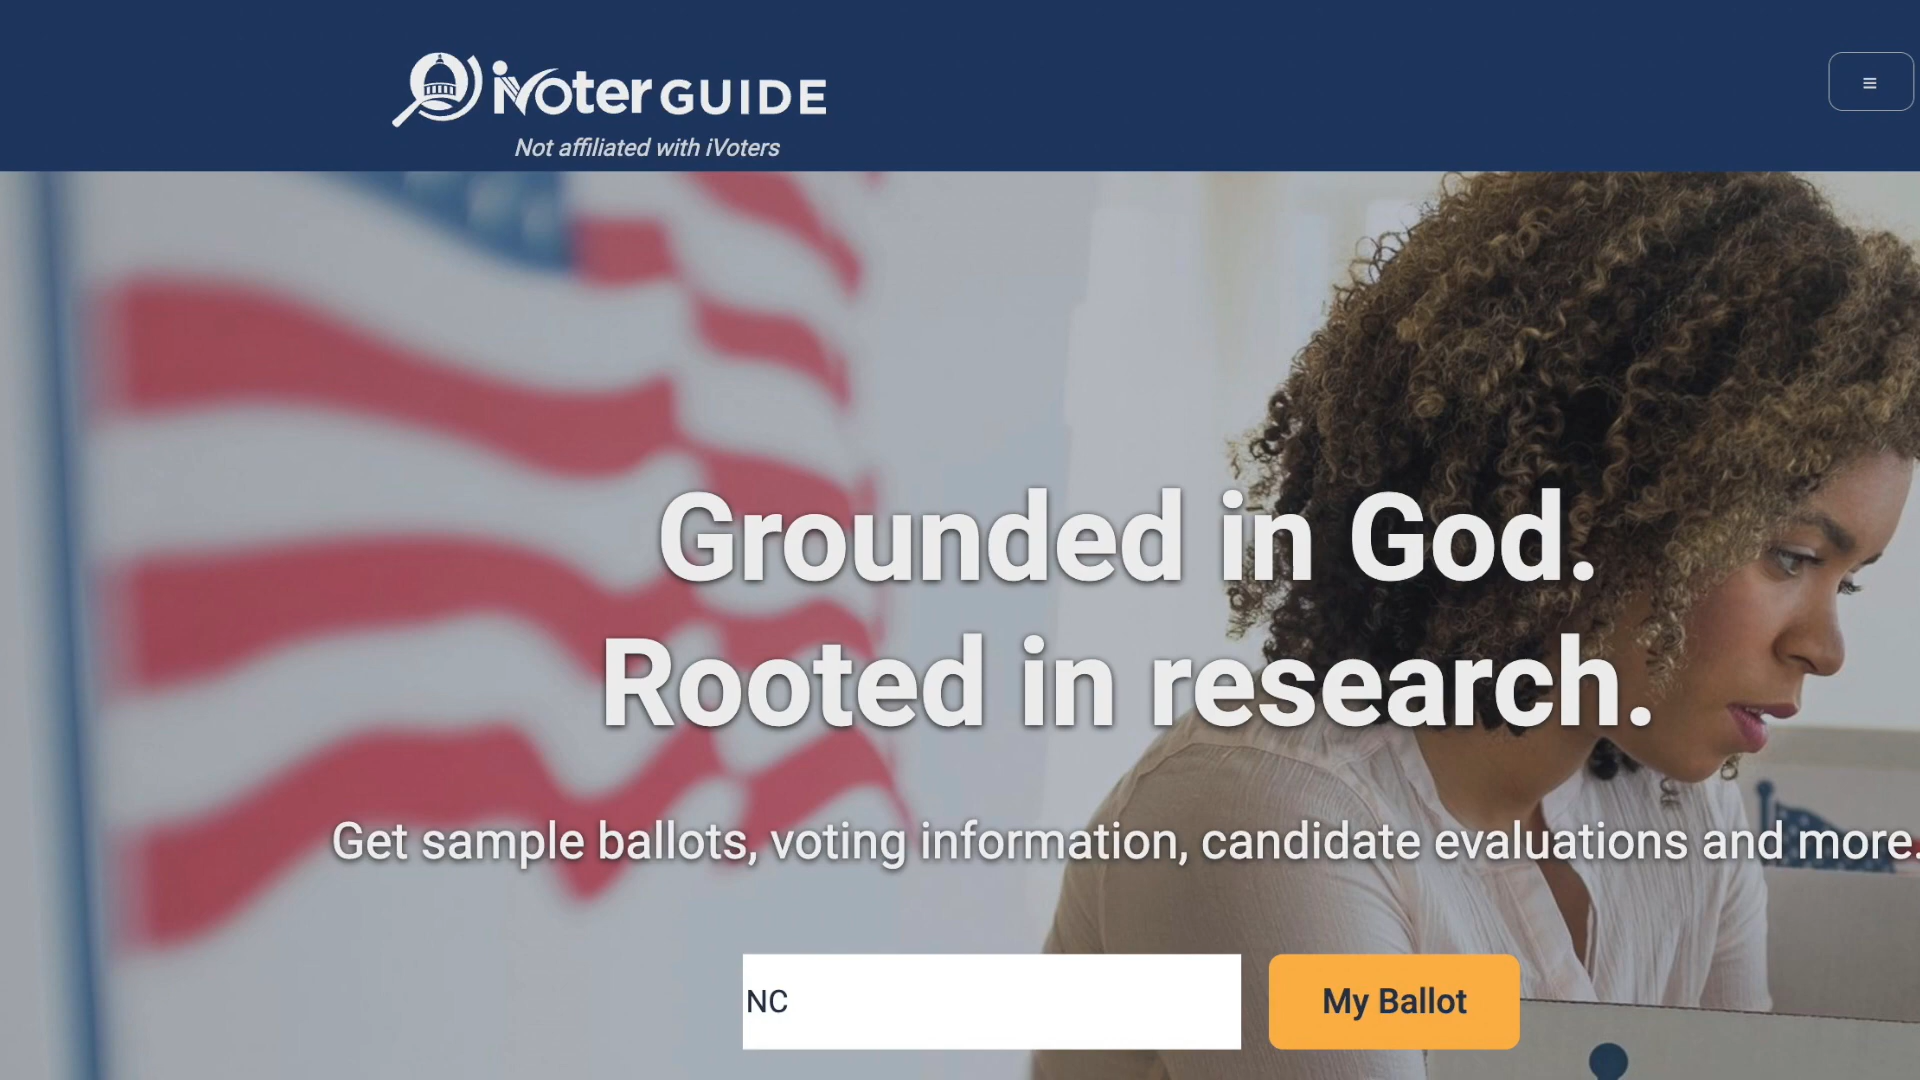 iVoter GUIDE
Not affiliated with iVoters
Grounded in God.
Rooted in research.
Get sample ballots, voting information, candidate evaluations and more.
NC
My Ballot